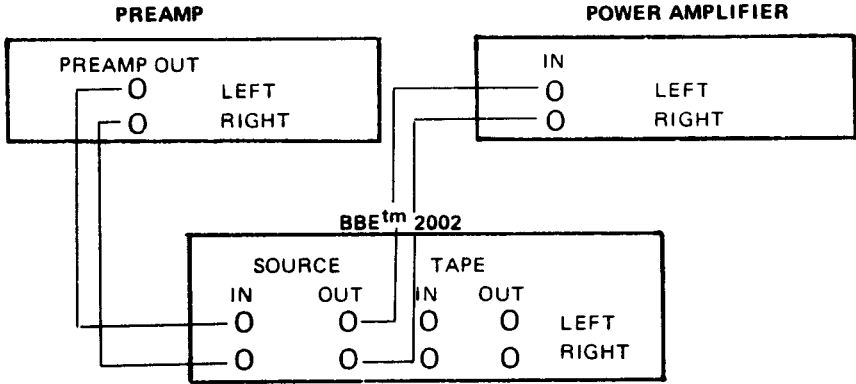 PREAMP
POWER AMPLIFIER
PREAMP OUT
LEFT
RIGHT
IN
LEFT
RIGHT
BBEtm 2002
SOURCE TAPE
IN OUT IN OUT
LEFT
RIGHT